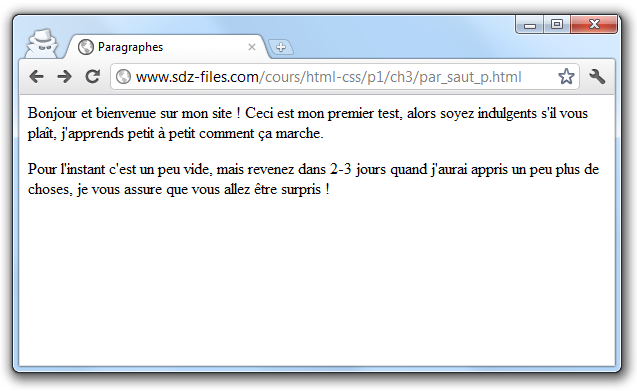 Paragraphes
www.sdz-files.com/cours/html-css/p1/ch3/par_saut_p.html
Bonjour et bienvenue sur mon site ! Ceci est mon premier test, alors soyez indulgents s'il vous
plaît, j'apprends petit à petit comment ça marche.
Pour l'instant c'est un peu vide, mais revenez dans 2-3 jours quand j'aurai appris un peu plus de
choses, je vous assure que vous allez être surpris !